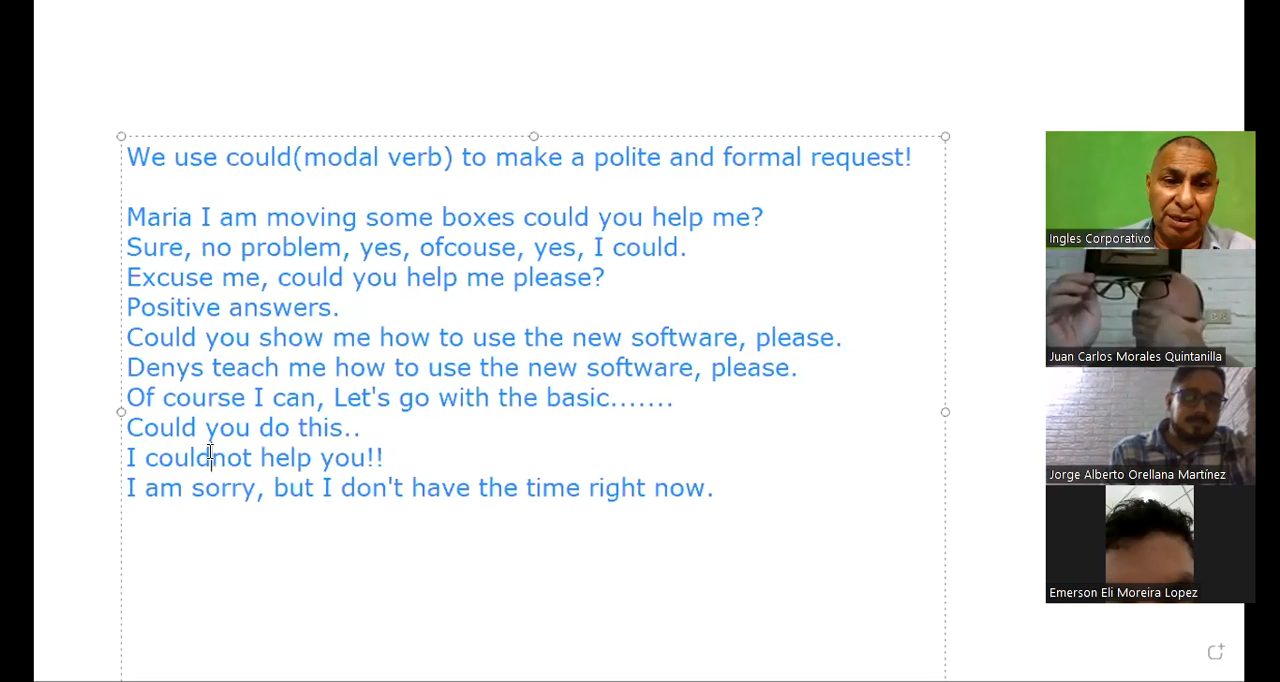 We use could(modal verb) to make a polite and formal request!
Maria I am moving some boxes could you help me?
Sure, no problem, yes, ofcouse, yes, I could.
Excuse me, could you help me please?
Positive answers.
Could you show me how to use the new software, please.
Denys teach me how to use the new software, please.
Of course I can, Let's go with the basic.......
Could you do this..
I couldnot help you!!
I am sorry, but I don't have the time right now.
Ingles Corporativo
Juan Carlos Morales Quintanilla
Jorge Alberto Orellana Martínez
Emerson Eli Moreira Lopez